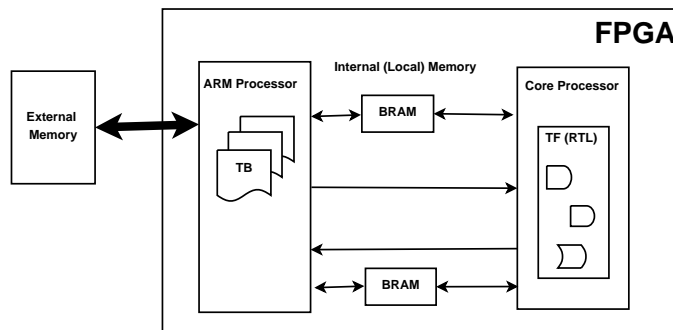 FPGA
Internal (Local) Memory
ARM Processor
Core Processor
External
Memory
BRAM
TF (RTL)
TB
BRAM